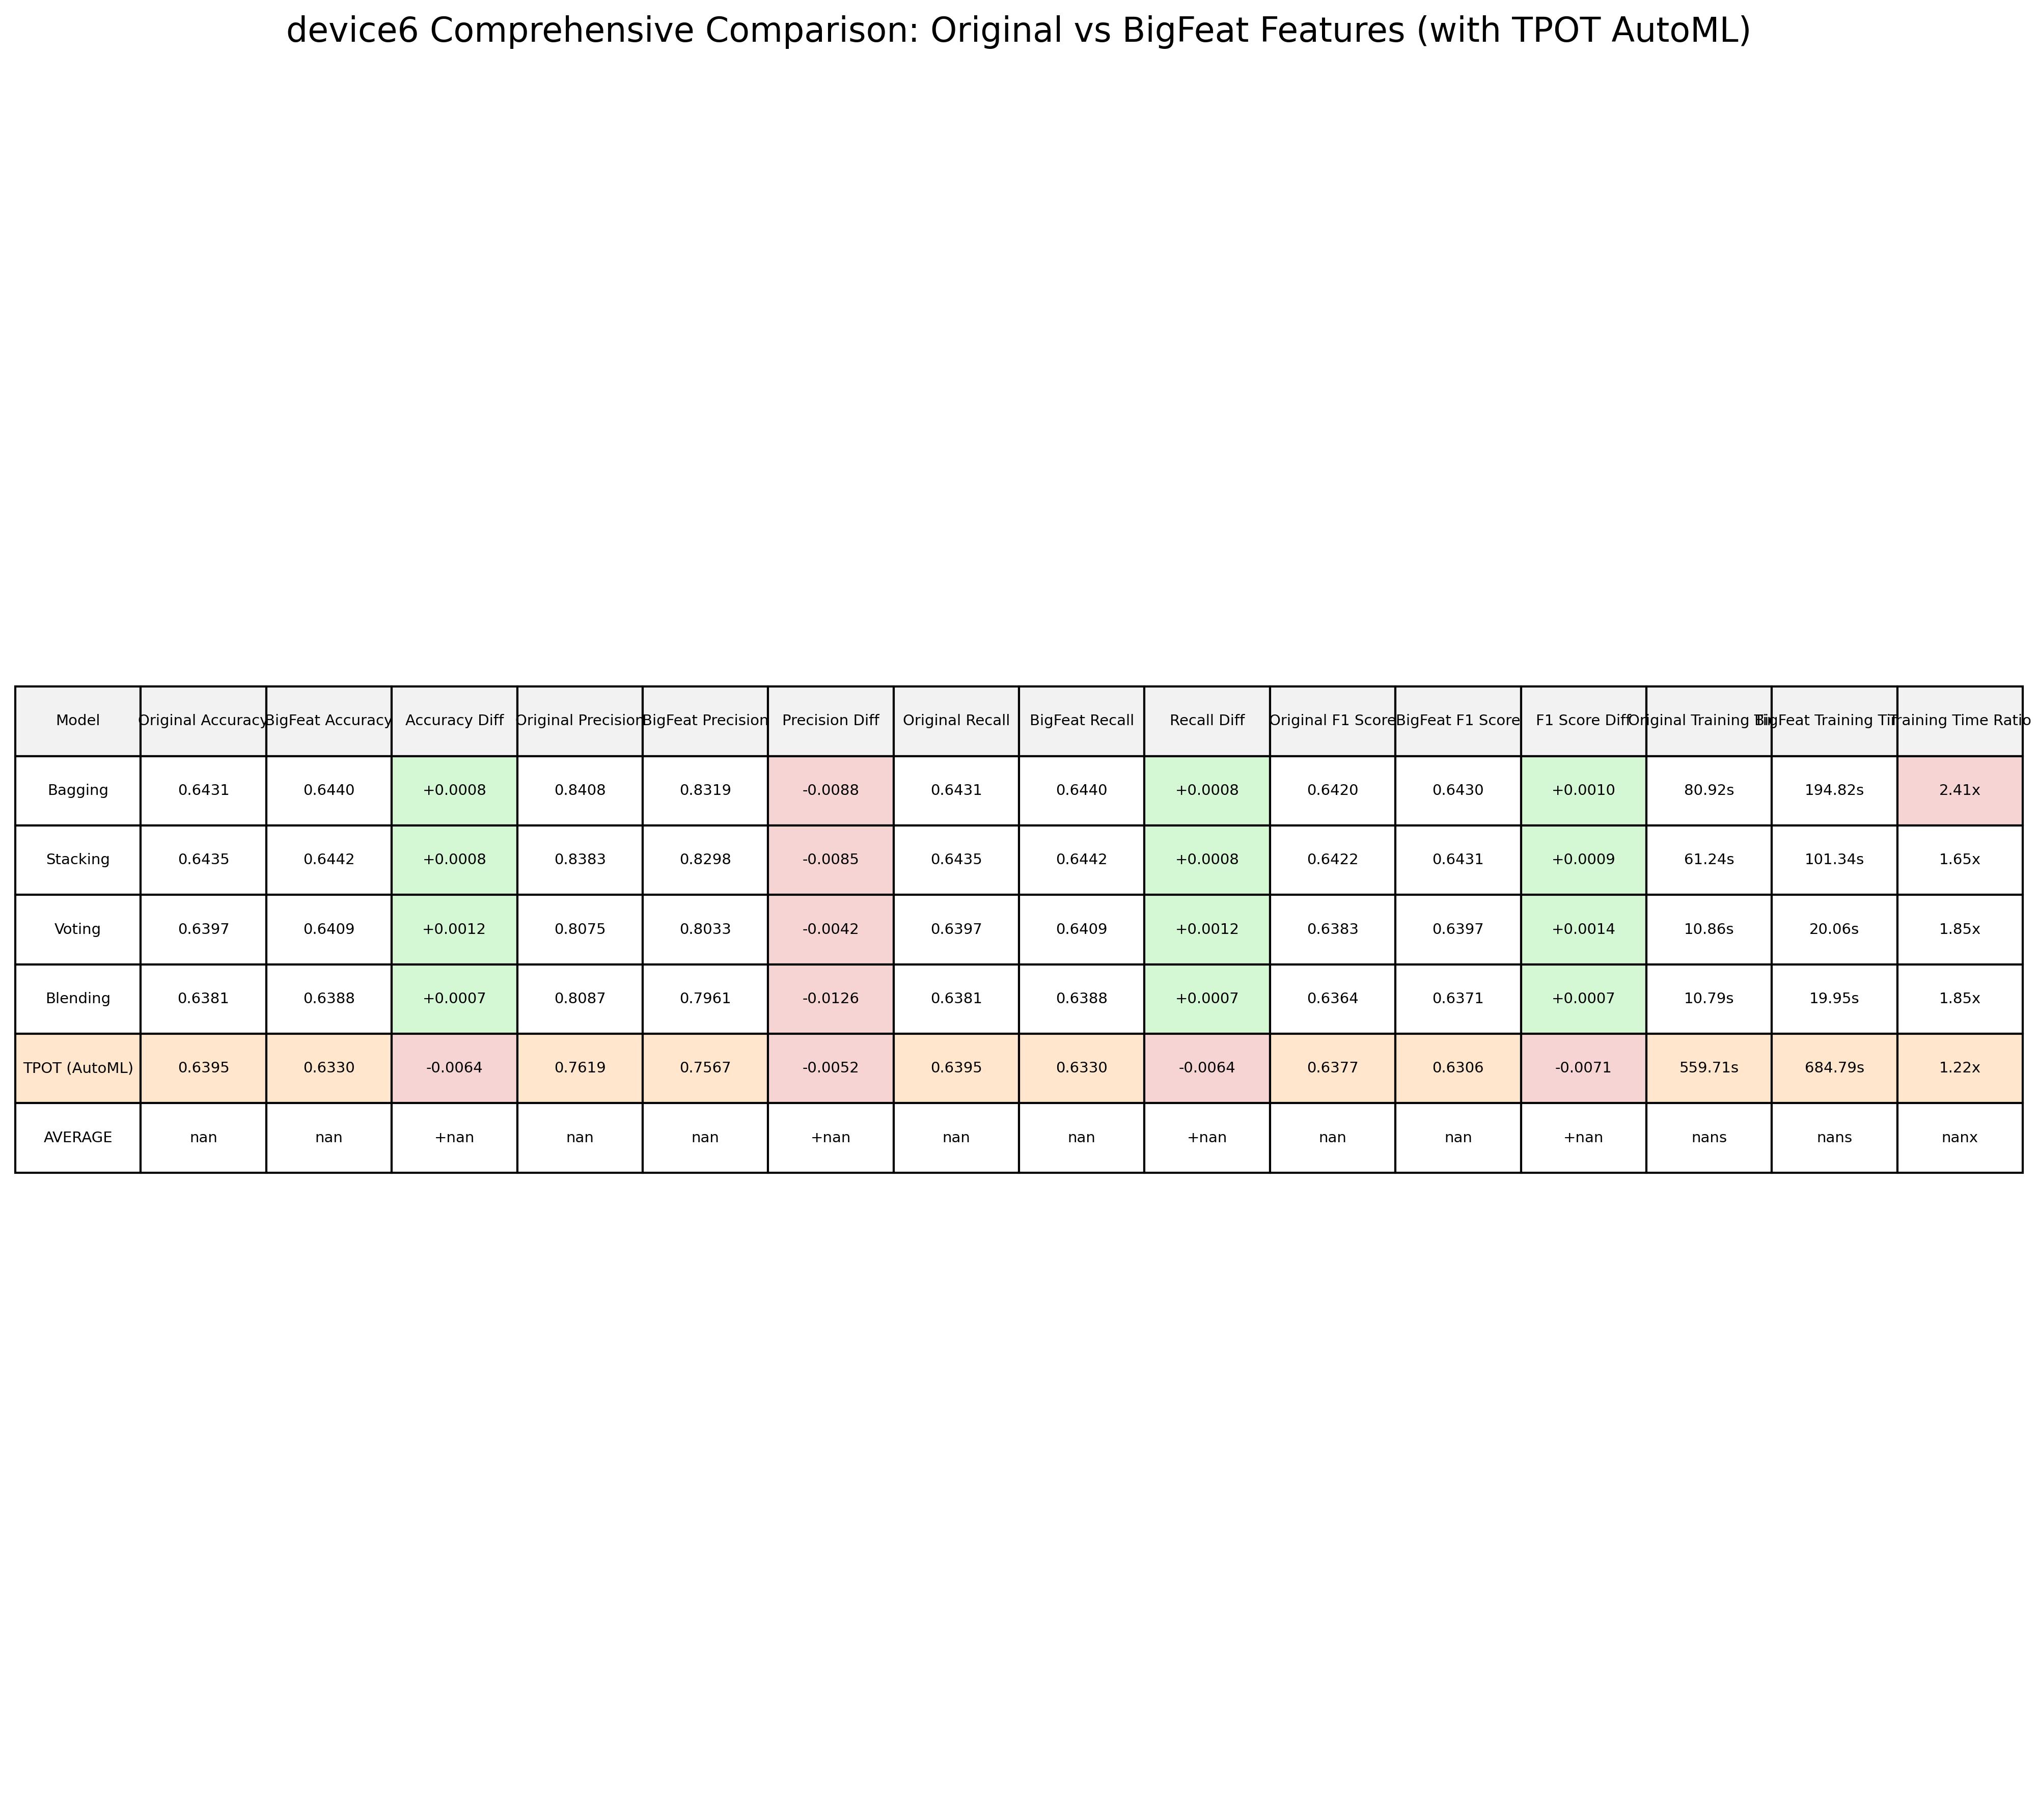 device6 Comprehensive Comparison: Original vs BigFeat Features (with TPOT AutoML)
Model Original Accuracy BigFeat Accuracy Accuracy Diff Original Precision BigFeat Precision Precision Diff Original Recall BigFeat Recall Recall Diff Original F1 Score BigFeat F1 Score F1 Score Diff Original Training Tim BigFeat Training Tim Training Time Ratio
Bagging 0.6431 0.6440 +0.0008 0.8408 0.8319 -0.0088 0.6431 0.6440 +0.0008 0.6420 0.6430 +0.0010 80.92s 194.82s 2.41x
Stacking 0.6435 0.6442 +0.0008 0.8383 0.8298 -0.0085 0.6435 0.6442 +0.0008 0.6422 0.6431 +0.0009 61.24s 101.34s 1.65x
Voting 0.6397 0.6409 +0.0012 0.8075 0.8033 -0.0042 0.6397 0.6409 +0.0012 0.6383 0.6397 +0.0014 10.86s 20.06s 1.85x
Blending 0.6381 0.6388 +0.0007 0.8087 0.7961 -0.0126 0.6381 0.6388 +0.0007 0.6364 0.6371 +0.0007 10.79s 19.95s 1.85x
TPOT (AutoML) 0.6395 0.6330 -0.0064 0.7619 0.7567 -0.0052 0.6395 0.6330 -0.0064 0.6377 0.6306 -0.0071 559.71s 684.79s 1.22x
AVERAGE nan nan +nan nan nan +nan nan nan +nan nan nan +nan nans nans nanx